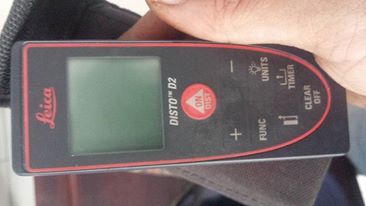 Leica
DISTO™ D2
ON
DIST
+
−
FUNC
UNITS
TIMER
CLEAR
OFF